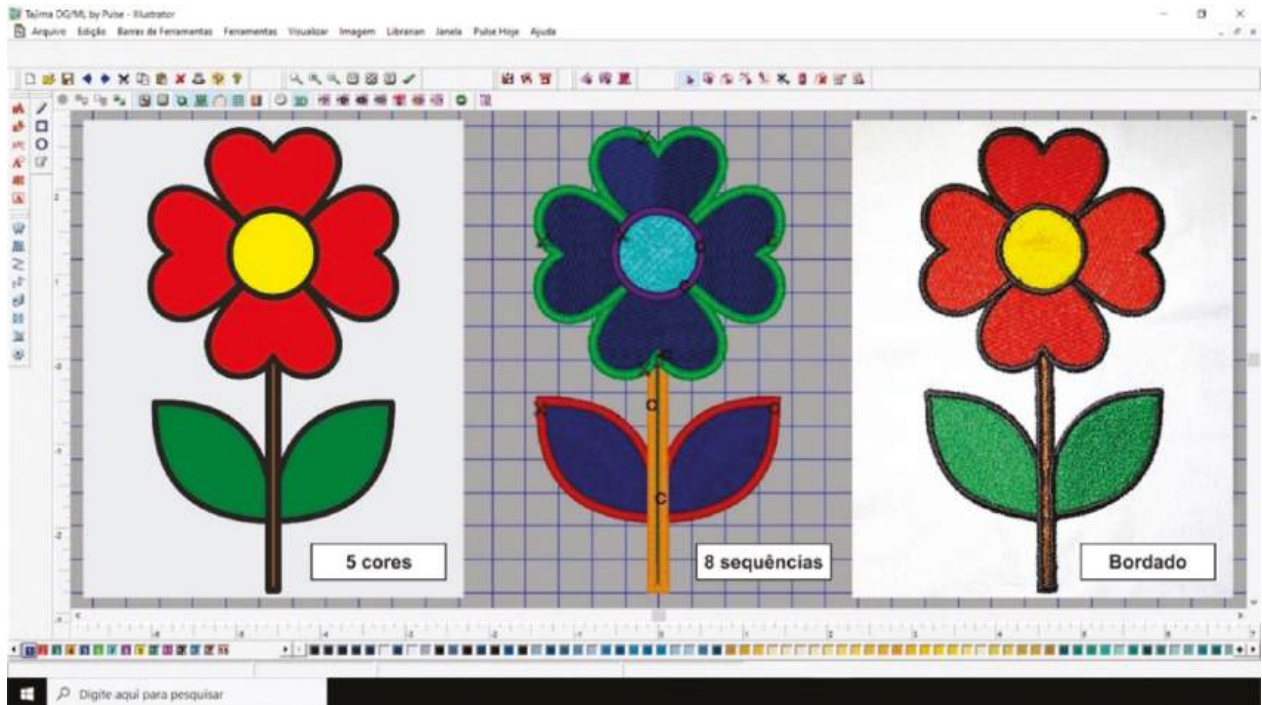 Tajima DG/ML by Pulse - Illustrator
Arquivo Edição Barras de Ferramentas Ferramentas Visualizar Imagem Librarian Janela Pulse Hoje Ajuda
5 cores
8 sequências
Bordado
Digite aqui para pesquisar